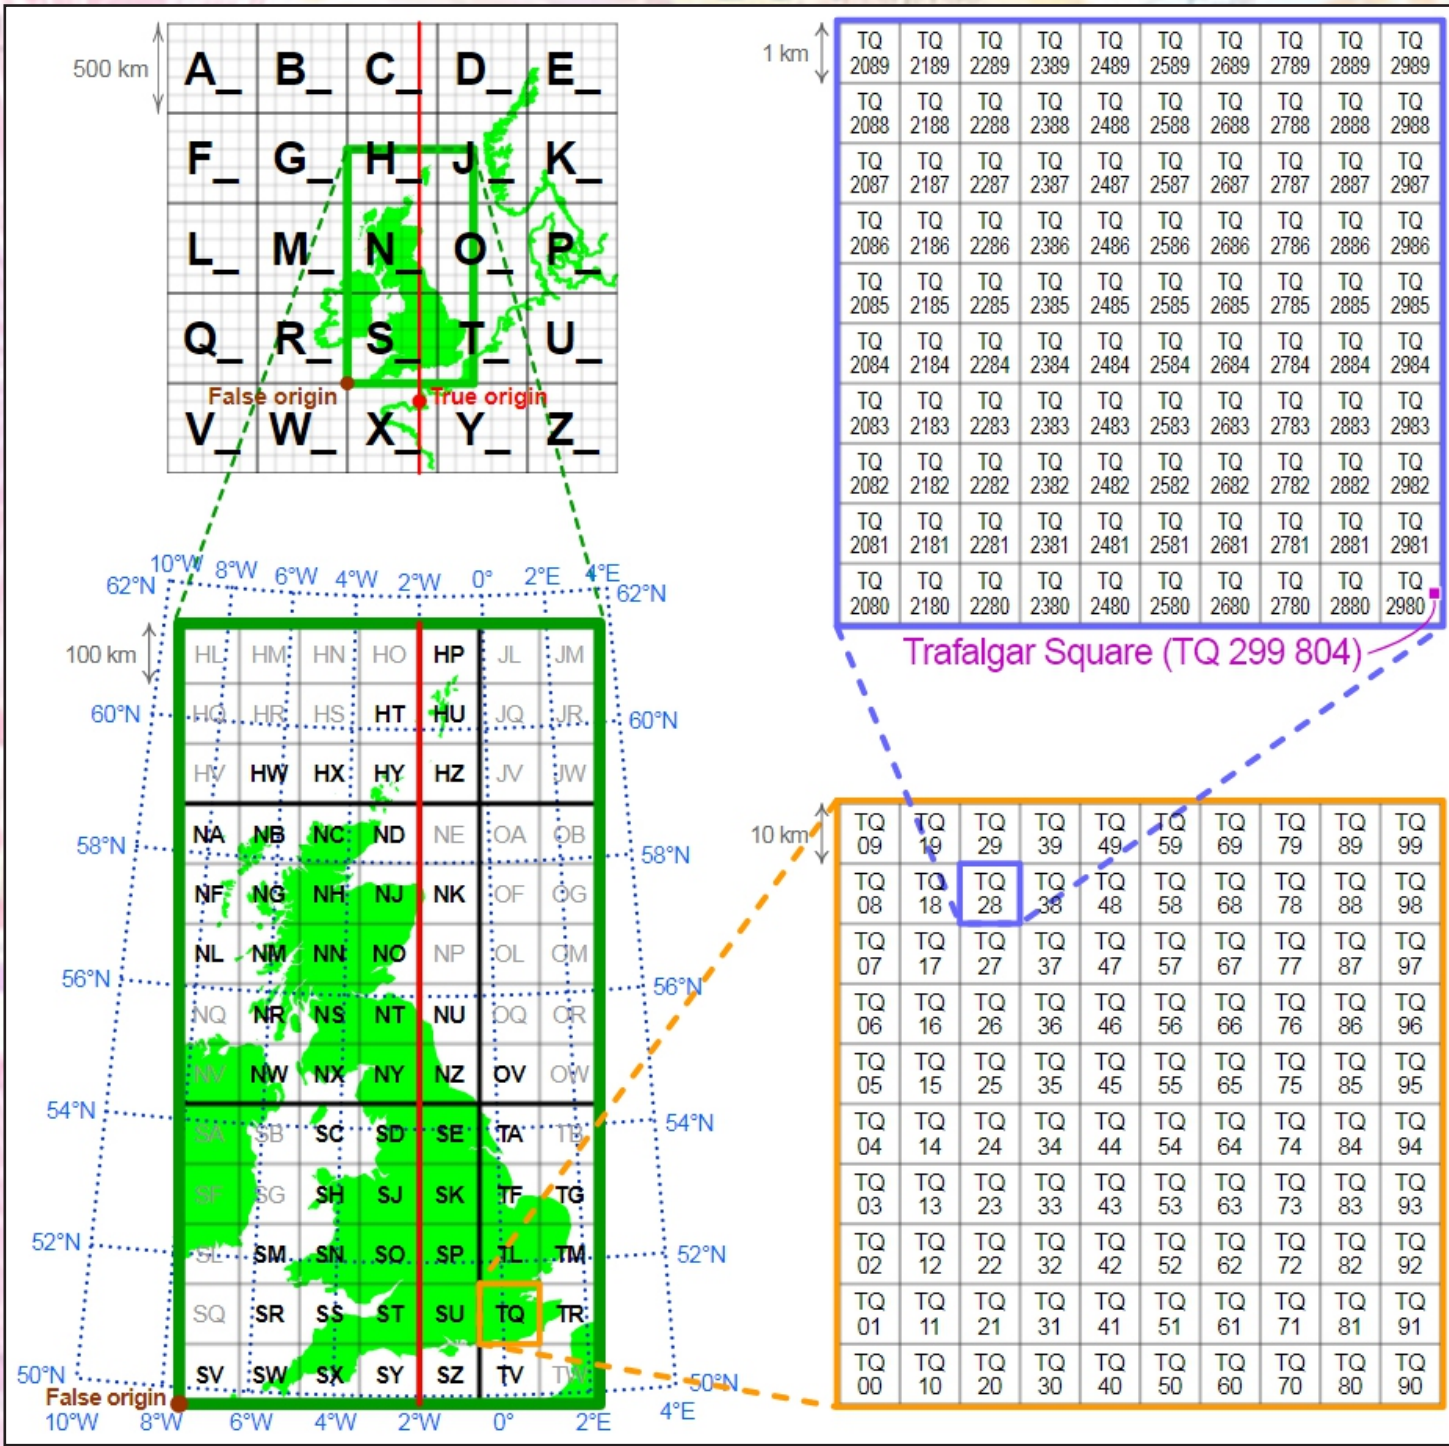 500 km
A_ B_ C_ D_ E_
F_ G_ H_ J_ K_
L_ M_ N_ O_ P_
Q_ R_ S_ T_ U_
False origin True origin
V_ W_ X_ Y_ Z_
10°W 8°W 6°W 4°W 2°W 0° 2°E 4°E
62°N 62°N
100 km
HL HM HN HO HP JL JM
60°N HQ HR HS HT HU JQ JR 60°N
HV HW HX HY HZ JV JW
58°N NA NB NC ND NE OA OB 58°N
NF NG NH NJ NK OF OG
NL NM NN NO NP OL OM
56°N 56°N
NQ NR NS NT NU OQ OR
NV NW NX NY NZ OV OW
54°N SA SB SC SD SE TA TB 54°N
SF SG SH SJ SK TF TG
52°N SL SM SN SO SP TL TM 52°N
SQ SR SS ST SU TQ TR
50°N SV SW SX SY SZ TV TW 50°N
False origin
10°W 8°W 6°W 4°W 2°W 0° 2°E 4°E
1 km
TQ TQ TQ TQ TQ TQ TQ TQ TQ TQ
2089 2189 2289 2389 2489 2589 2689 2789 2889 2989
TQ TQ TQ TQ TQ TQ TQ TQ TQ TQ
2088 2188 2288 2388 2488 2588 2688 2788 2888 2988
TQ TQ TQ TQ TQ TQ TQ TQ TQ TQ
2087 2187 2287 2387 2487 2587 2687 2787 2887 2987
TQ TQ TQ TQ TQ TQ TQ TQ TQ TQ
2086 2186 2286 2386 2486 2586 2686 2786 2886 2986
TQ TQ TQ TQ TQ TQ TQ TQ TQ TQ
2085 2185 2285 2385 2485 2585 2685 2785 2885 2985
TQ TQ TQ TQ TQ TQ TQ TQ TQ TQ
2084 2184 2284 2384 2484 2584 2684 2784 2884 2984
TQ TQ TQ TQ TQ TQ TQ TQ TQ TQ
2083 2183 2283 2383 2483 2583 2683 2783 2883 2983
TQ TQ TQ TQ TQ TQ TQ TQ TQ TQ
2082 2182 2282 2382 2482 2582 2682 2782 2882 2982
TQ TQ TQ TQ TQ TQ TQ TQ TQ TQ
2081 2181 2281 2381 2481 2581 2681 2781 2881 2981
TQ TQ TQ TQ TQ TQ TQ TQ TQ TQ
2080 2180 2280 2380 2480 2580 2680 2780 2880 2980
Trafalgar Square (TQ 299 804)
10 km
TQ TQ TQ TQ TQ TQ TQ TQ TQ TQ
09 19 29 39 49 59 69 79 89 99
TQ TQ TQ TQ TQ TQ TQ TQ TQ TQ
08 18 28 38 48 58 68 78 88 98
TQ TQ TQ TQ TQ TQ TQ TQ TQ TQ
07 17 27 37 47 57 67 77 87 97
TQ TQ TQ TQ TQ TQ TQ TQ TQ TQ
06 16 26 36 46 56 66 76 86 96
TQ TQ TQ TQ TQ TQ TQ TQ TQ TQ
05 15 25 35 45 55 65 75 85 95
TQ TQ TQ TQ TQ TQ TQ TQ TQ TQ
04 14 24 34 44 54 64 74 84 94
TQ TQ TQ TQ TQ TQ TQ TQ TQ TQ
03 13 23 33 43 53 63 73 83 93
TQ TQ TQ TQ TQ TQ TQ TQ TQ TQ
02 12 22 32 42 52 62 72 82 92
TQ TQ TQ TQ TQ TQ TQ TQ TQ TQ
01 11 21 31 41 51 61 71 81 91
TQ TQ TQ TQ TQ TQ TQ TQ TQ TQ
00 10 20 30 40 50 60 70 80 90